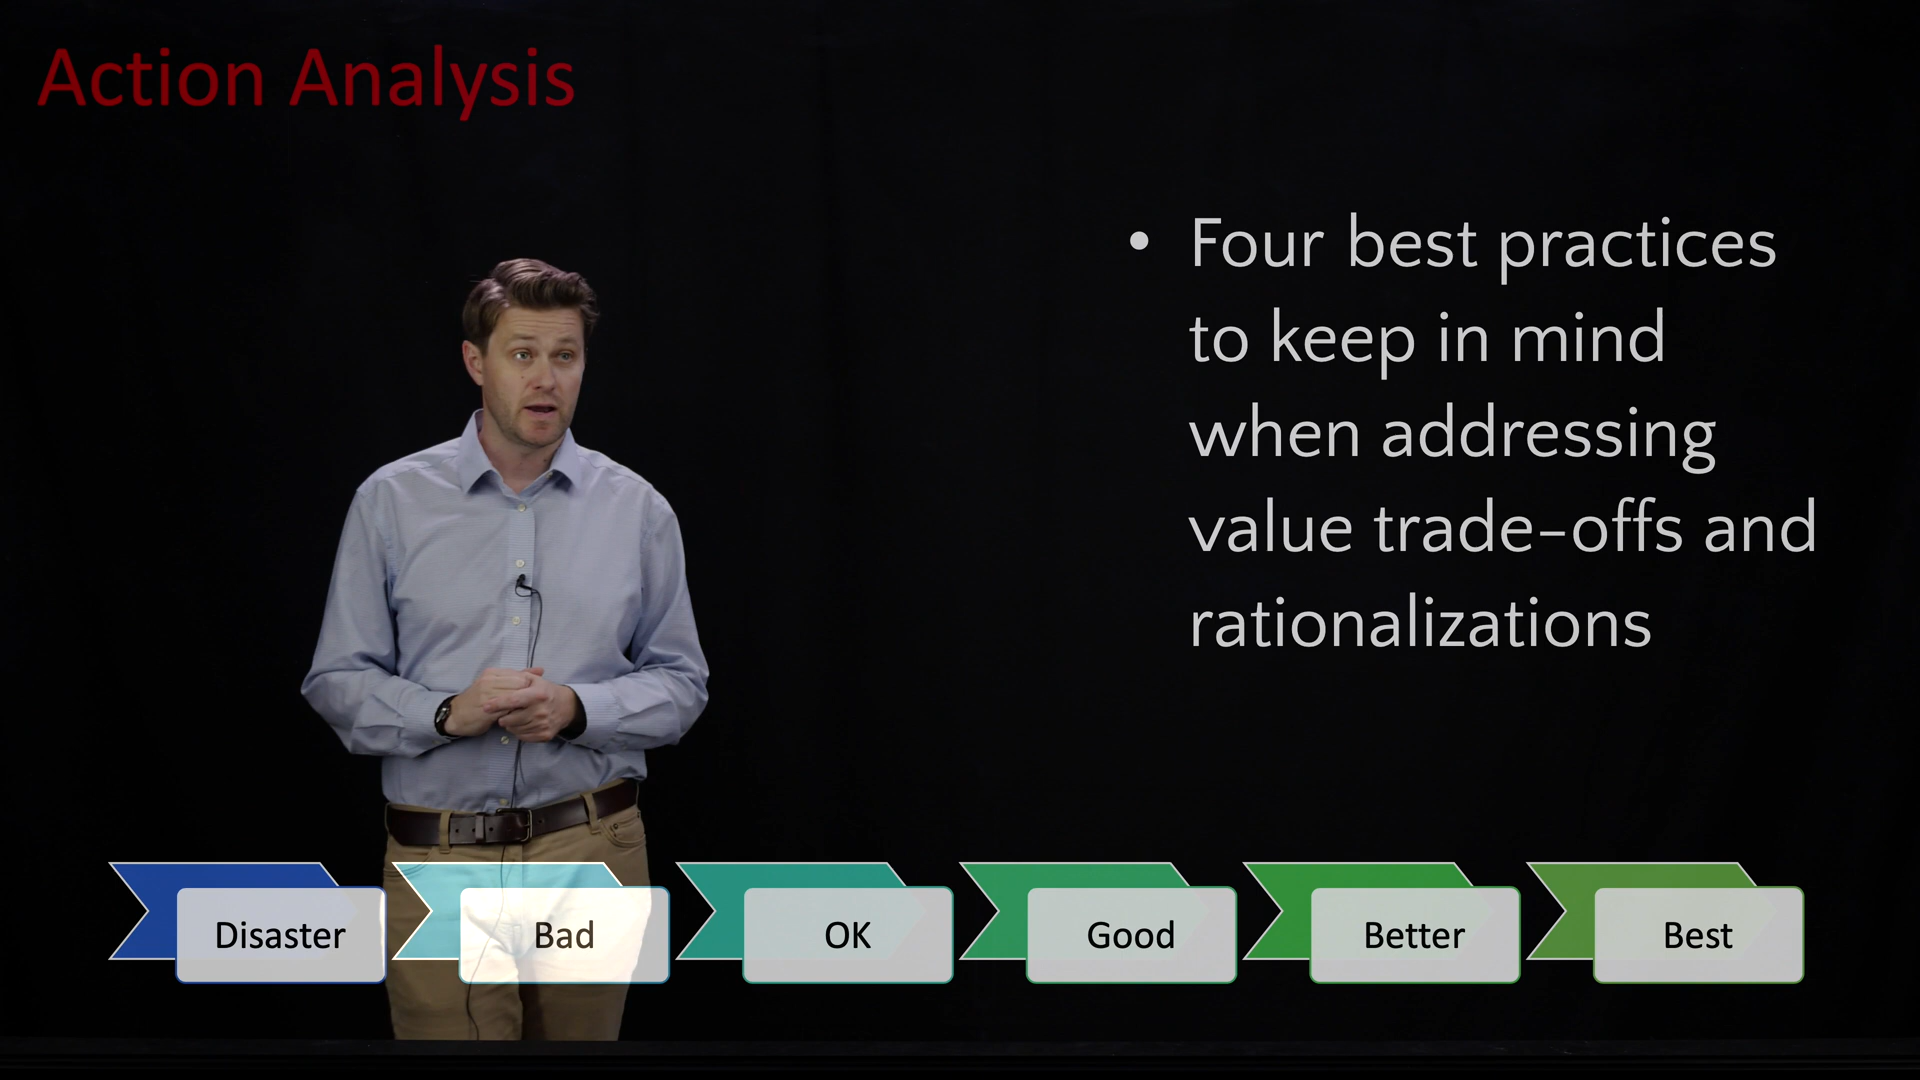 Action Analysis
• Four best practices
to keep in mind
when addressing
value trade-offs and
rationalizations
Disaster
Bad
OK
Good
Better
Best